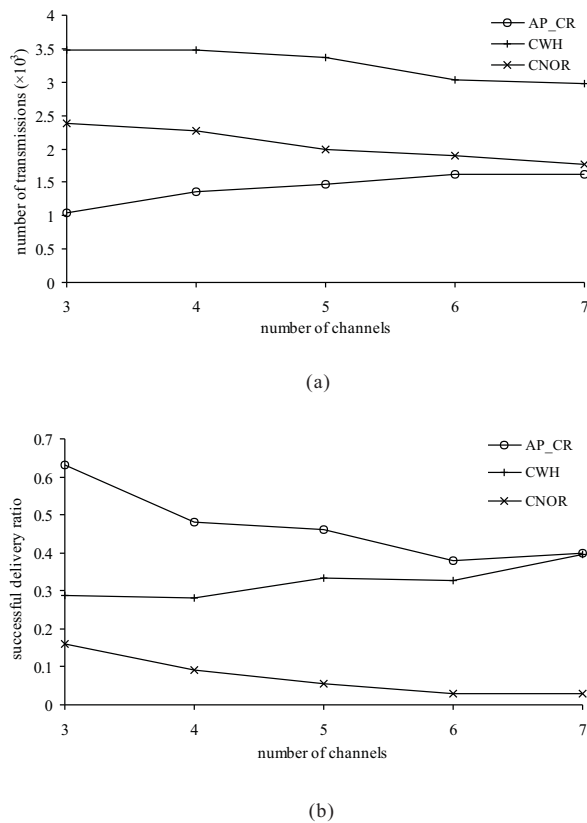 4
3.5
3
2.5
2
1.5
1
0.5
0
number of transmissions (×10³)
AP_CR
CWH
CNOR
3 4 5 6 7
number of channels
(a)
0.7
0.6
0.5
0.4
0.3
0.2
0.1
0
successful delivery ratio
AP_CR
CWH
CNOR
3 4 5 6 7
number of channels
(b)